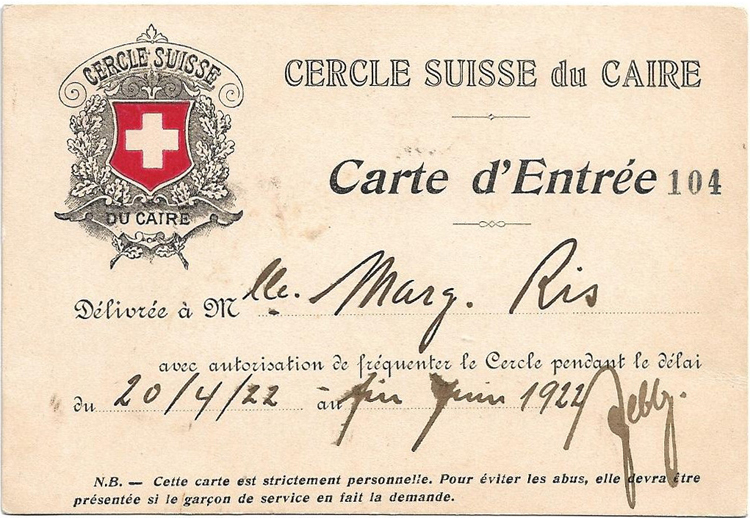 CERCLE SUISSE
DU CAIRE
CERCLE SUISSE du CAIRE
Carte d'Entrée 104
Délivrée à Mlle. Marg. Ris
avec autorisation de fréquenter le Cercle pendant le délai
du 20/4/22 au fin Juin 1922
N.B. — Cette carte est strictement personnelle. Pour éviter les abus, elle devra être
présentée si le garçon de service en fait la demande.